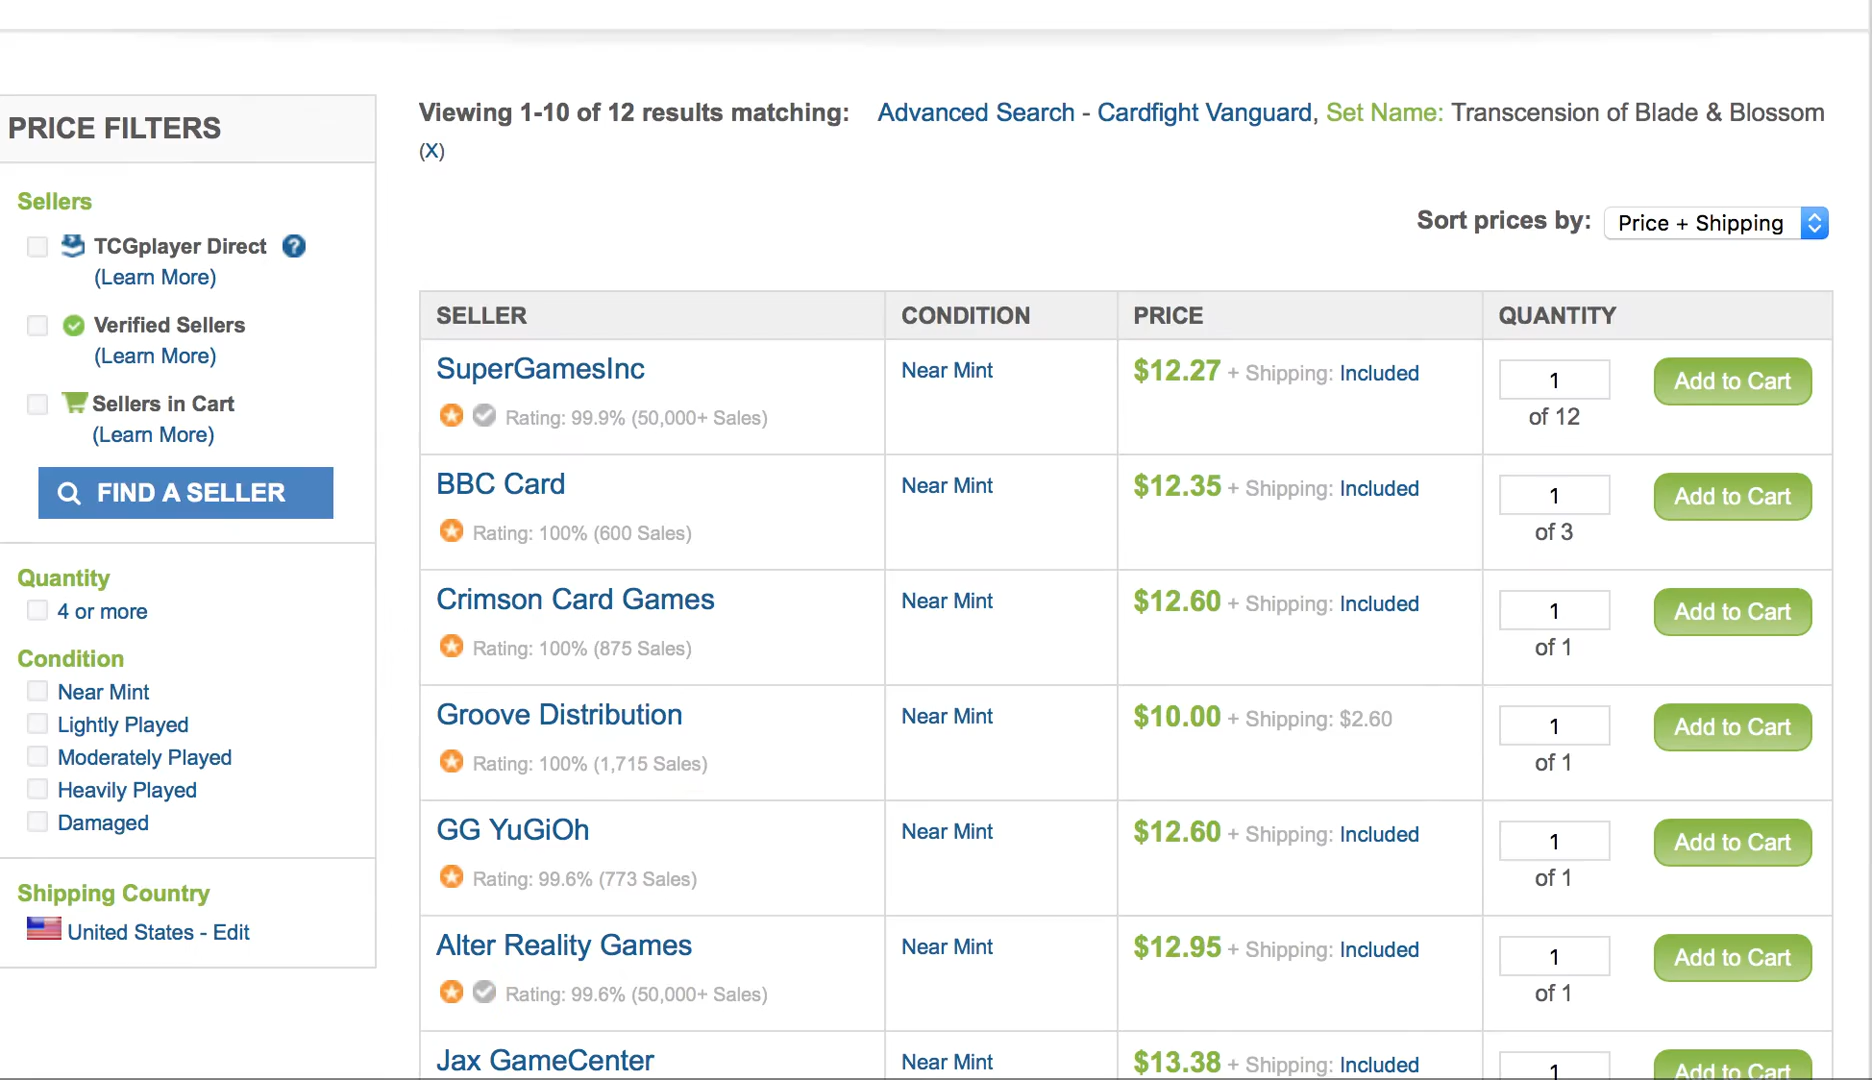 PRICE FILTERS
Sellers
TCGplayer Direct ?
(Learn More)
Verified Sellers
(Learn More)
Sellers in Cart
(Learn More)
FIND A SELLER
Quantity
4 or more
Condition
Near Mint
Lightly Played
Moderately Played
Heavily Played
Damaged
Shipping Country
United States - Edit
Viewing 1-10 of 12 results matching: Advanced Search - Cardfight Vanguard, Set Name: Transcension of Blade & Blossom
(X)
Sort prices by: Price + Shipping
SELLER CONDITION PRICE QUANTITY
SuperGamesInc Near Mint $12.27 + Shipping: Included 1 Add to Cart
Rating: 99.9% (50,000+ Sales) of 12
BBC Card Near Mint $12.35 + Shipping: Included 1 Add to Cart
Rating: 100% (600 Sales) of 3
Crimson Card Games Near Mint $12.60 + Shipping: Included 1 Add to Cart
Rating: 100% (875 Sales) of 1
Groove Distribution Near Mint $10.00 + Shipping: $2.60 1 Add to Cart
Rating: 100% (1,715 Sales) of 1
GG YuGiOh Near Mint $12.60 + Shipping: Included 1 Add to Cart
Rating: 99.6% (773 Sales) of 1
Alter Reality Games Near Mint $12.95 + Shipping: Included 1 Add to Cart
Rating: 99.6% (50,000+ Sales) of 1
Jax GameCenter Near Mint $13.38 + Shipping: Included 1 Add to Cart